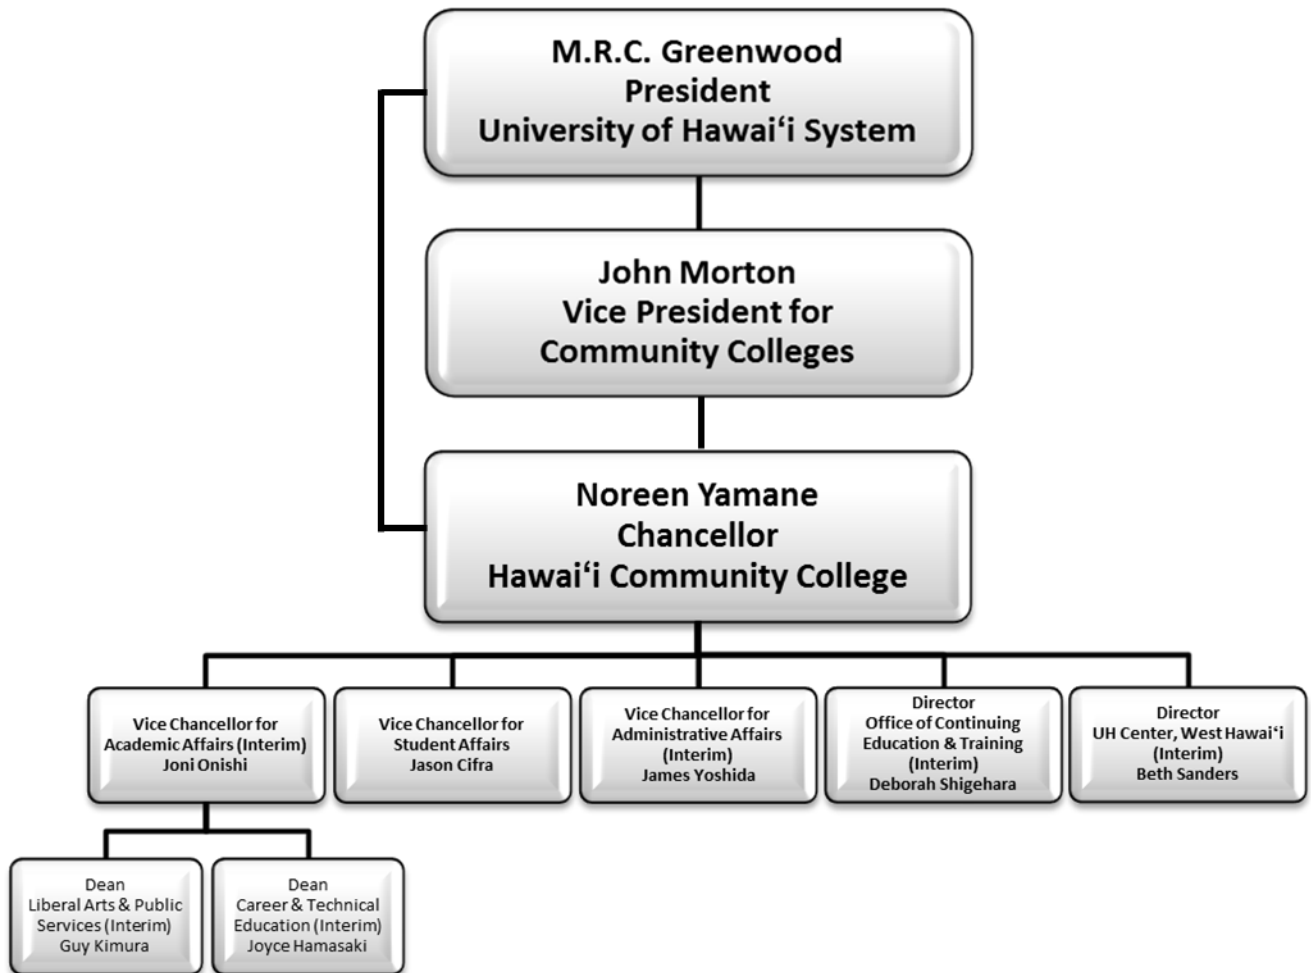 M.R.C. Greenwood
President
University of Hawaiʻi System
John Morton
Vice President for
Community Colleges
Noreen Yamane
Chancellor
Hawaiʻi Community College
Vice Chancellor for
Academic Affairs (Interim)
Joni Onishi
Vice Chancellor for
Student Affairs
Jason Cifra
Vice Chancellor for
Administrative Affairs
(Interim)
James Yoshida
Director
Office of Continuing
Education & Training
(Interim)
Deborah Shigehara
Director
UH Center, West Hawaiʻi
(Interim)
Beth Sanders
Dean
Liberal Arts & Public
Services (Interim)
Guy Kimura
Dean
Career & Technical
Education (Interim)
Joyce Hamasaki